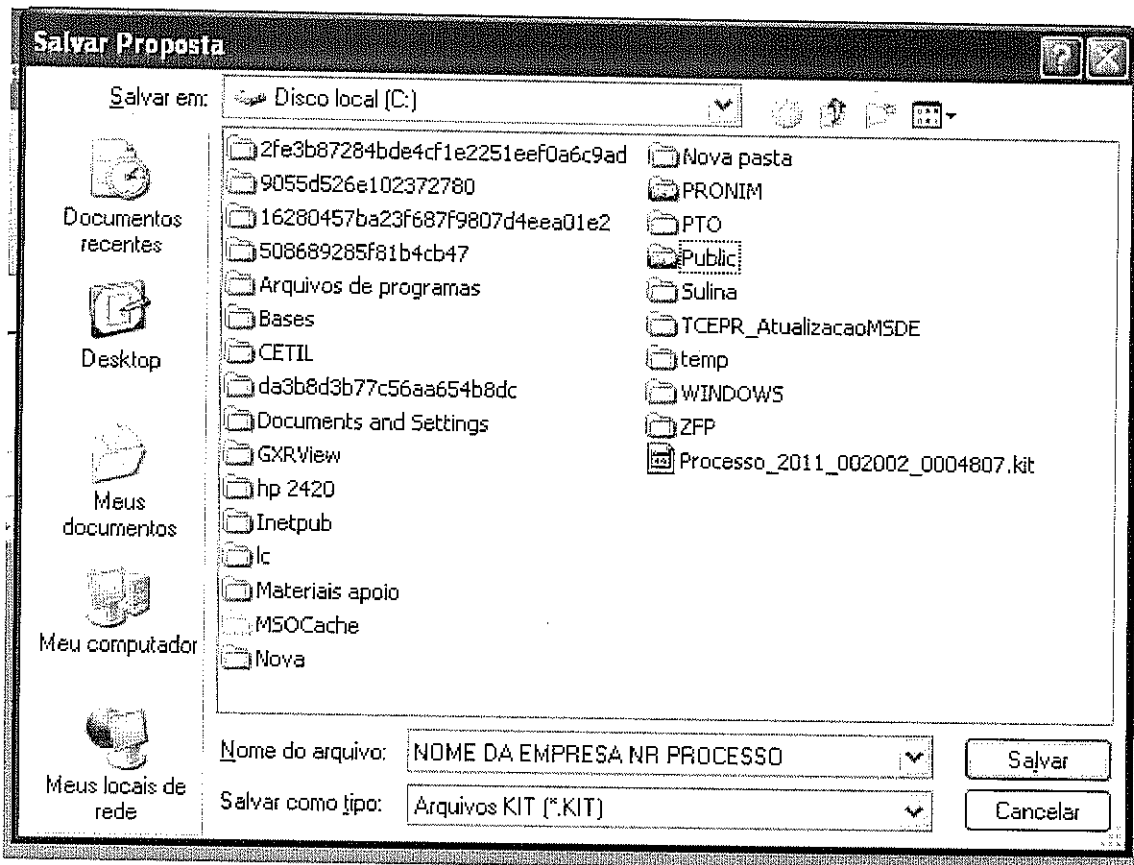 Salvar Proposta
Salvar em: Disco local (C:)
Documentos recentes
Desktop
Meus documentos
Meu computador
Meus locais de rede
2fe3b87284bde4cf1e2251eef0a6c9ad
9055d526e102372780
16280457ba23f687f9807d4eea01e2
508689285f81b4cb47
Arquivos de programas
Bases
CETIL
da3b8d3b77c56aa654b8dc
Documents and Settings
GXRView
hp 2420
Inetpub
lc
Materiais apoio
MSOCache
Nova
Nova pasta
PRONIM
PTO
Public
Sulina
TCEPR_AtualizacaoMSDE
temp
WINDOWS
ZFP
Processo_2011_002002_0004807.kit
Nome do arquivo: NOME DA EMPRESA NR PROCESSO
Salvar
Salvar como tipo: Arquivos KIT (*.KIT)
Cancelar